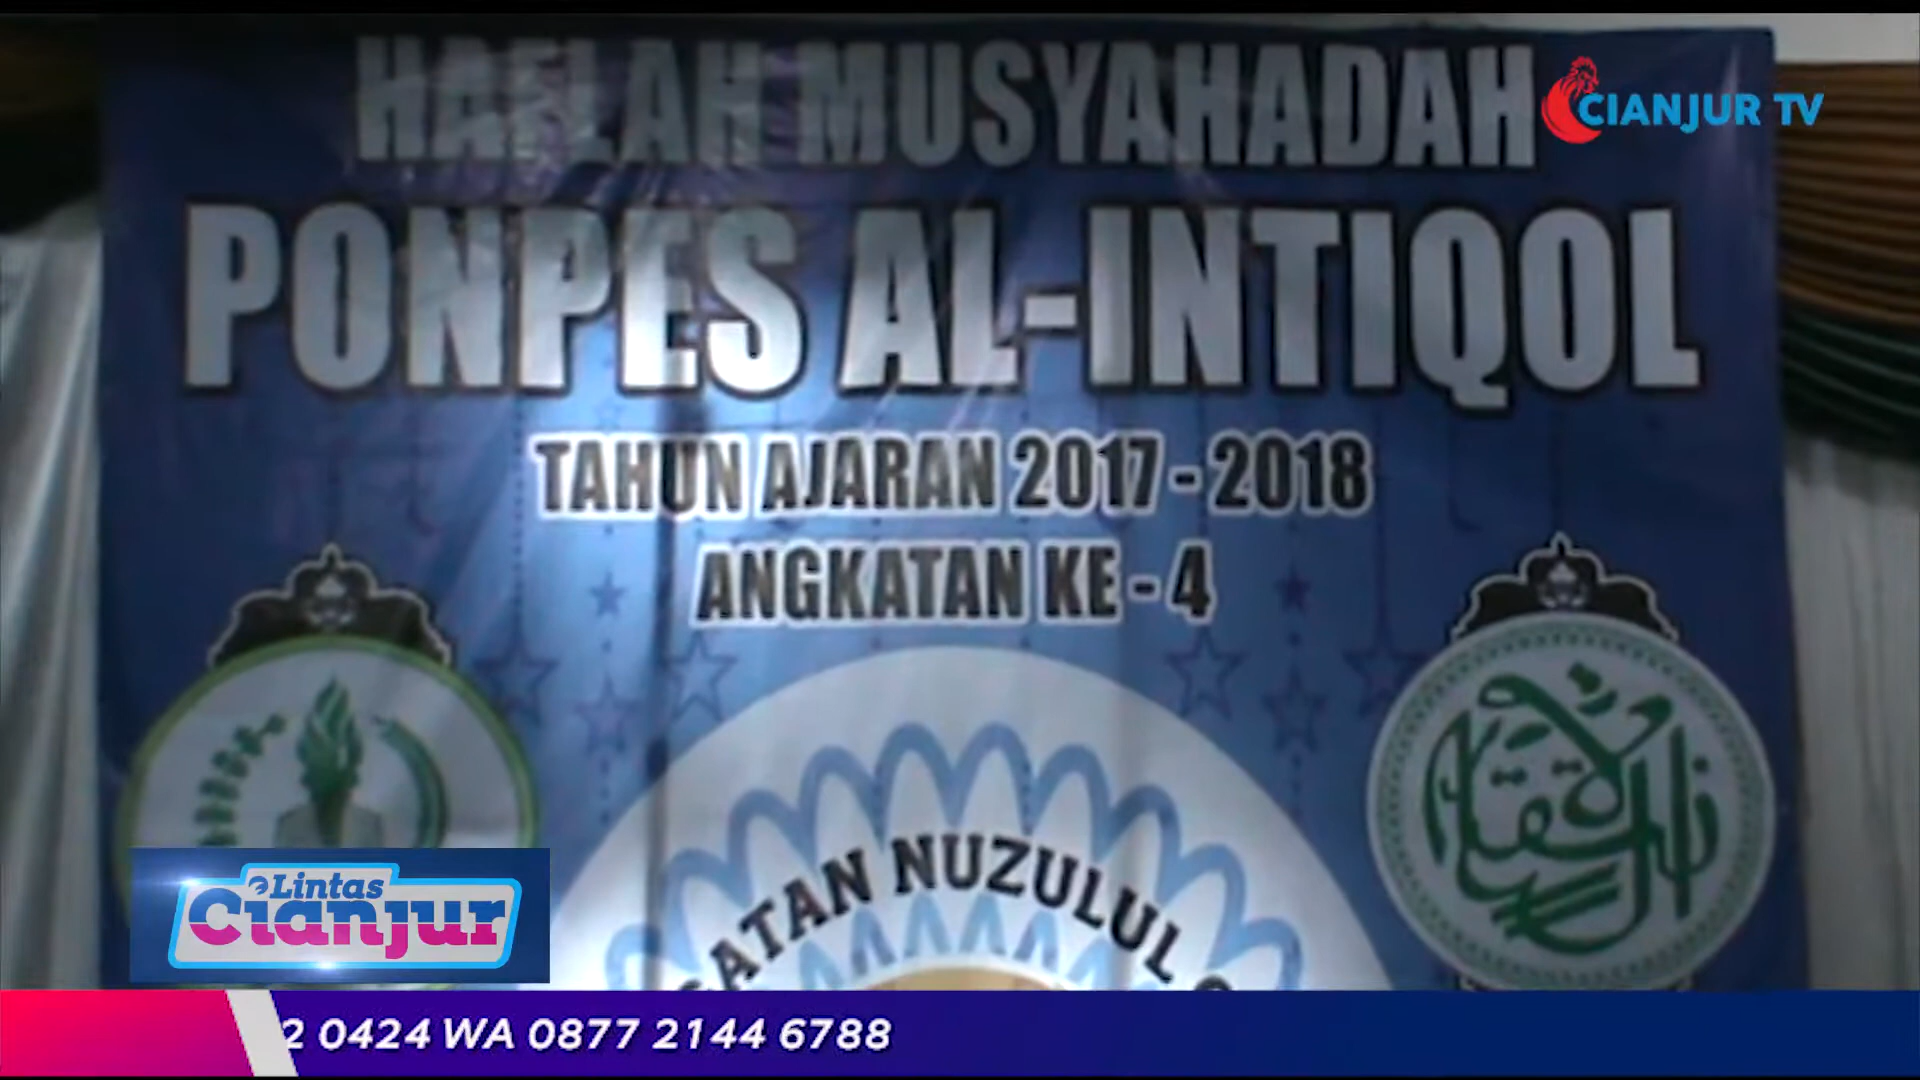 HAFLAH MUSYAHADAH
CIANJUR TV
PONPES AL-INTIQOL
TAHUN AJARAN 2017 - 2018
ANGKATAN KE - 4
NUZULUL
Lintas
Cianjur
2 0424 WA 0877 2144 6788